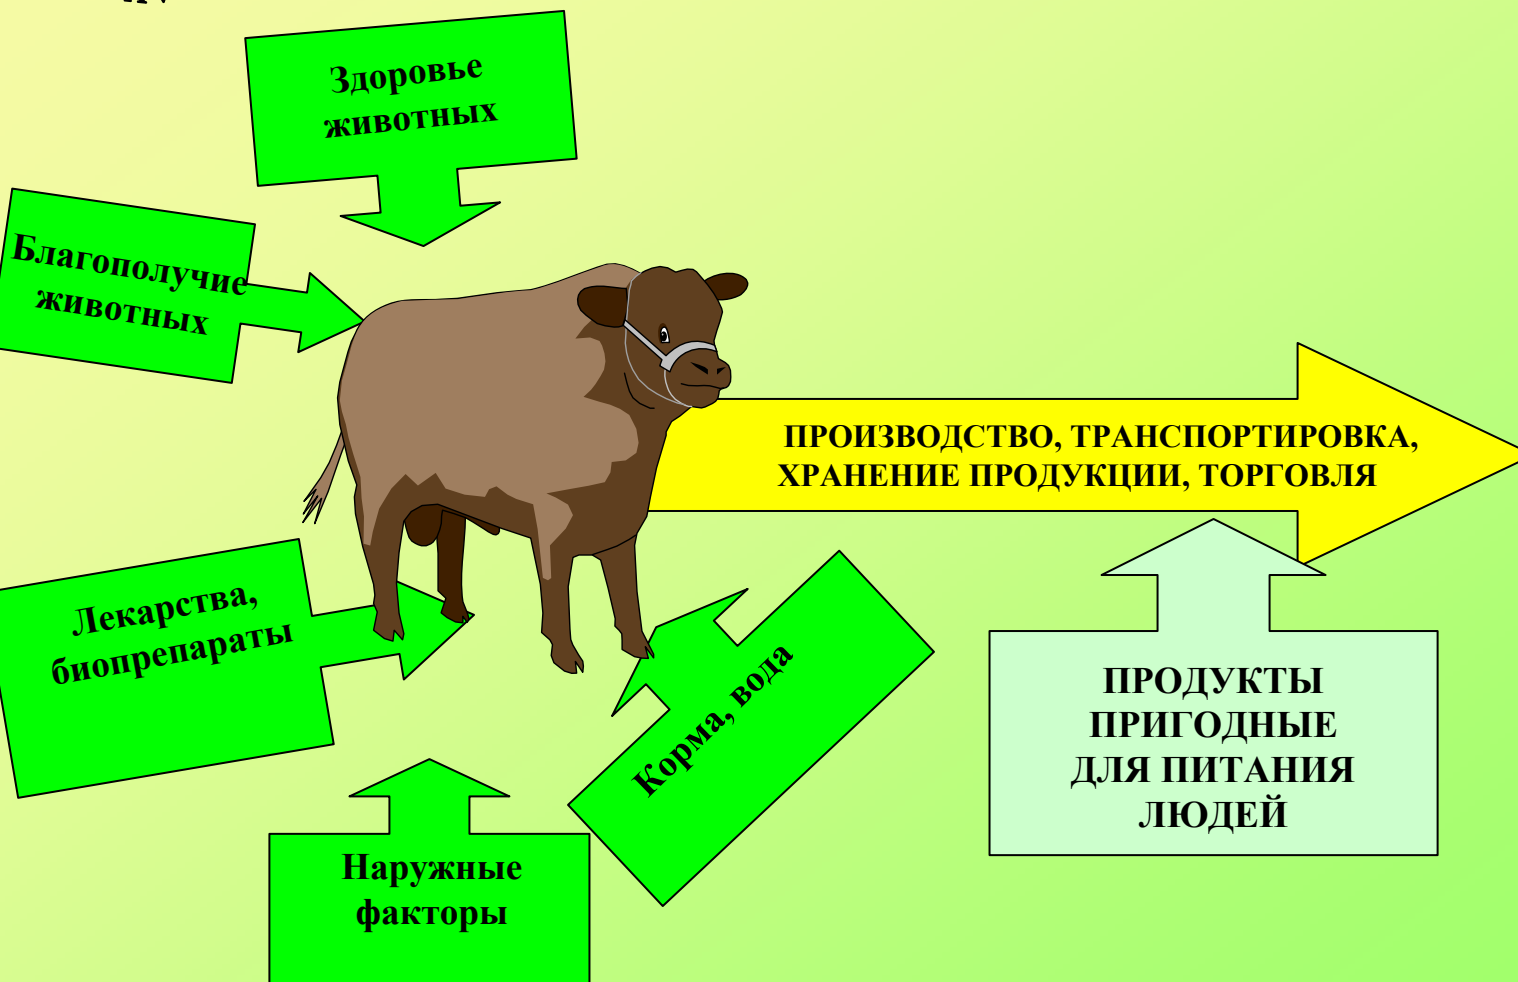 Здоровье
животных
Благополучие
животных
ПРОИЗВОДСТВО, ТРАНСПОРТИРОВКА,
ХРАНЕНИЕ ПРОДУКЦИИ, ТОРГОВЛЯ
Лекарства,
биопрепараты
Корма, вода
ПРОДУКТЫ
ПРИГОДНЫЕ
ДЛЯ ПИТАНИЯ
ЛЮДЕЙ
Наружные
факторы